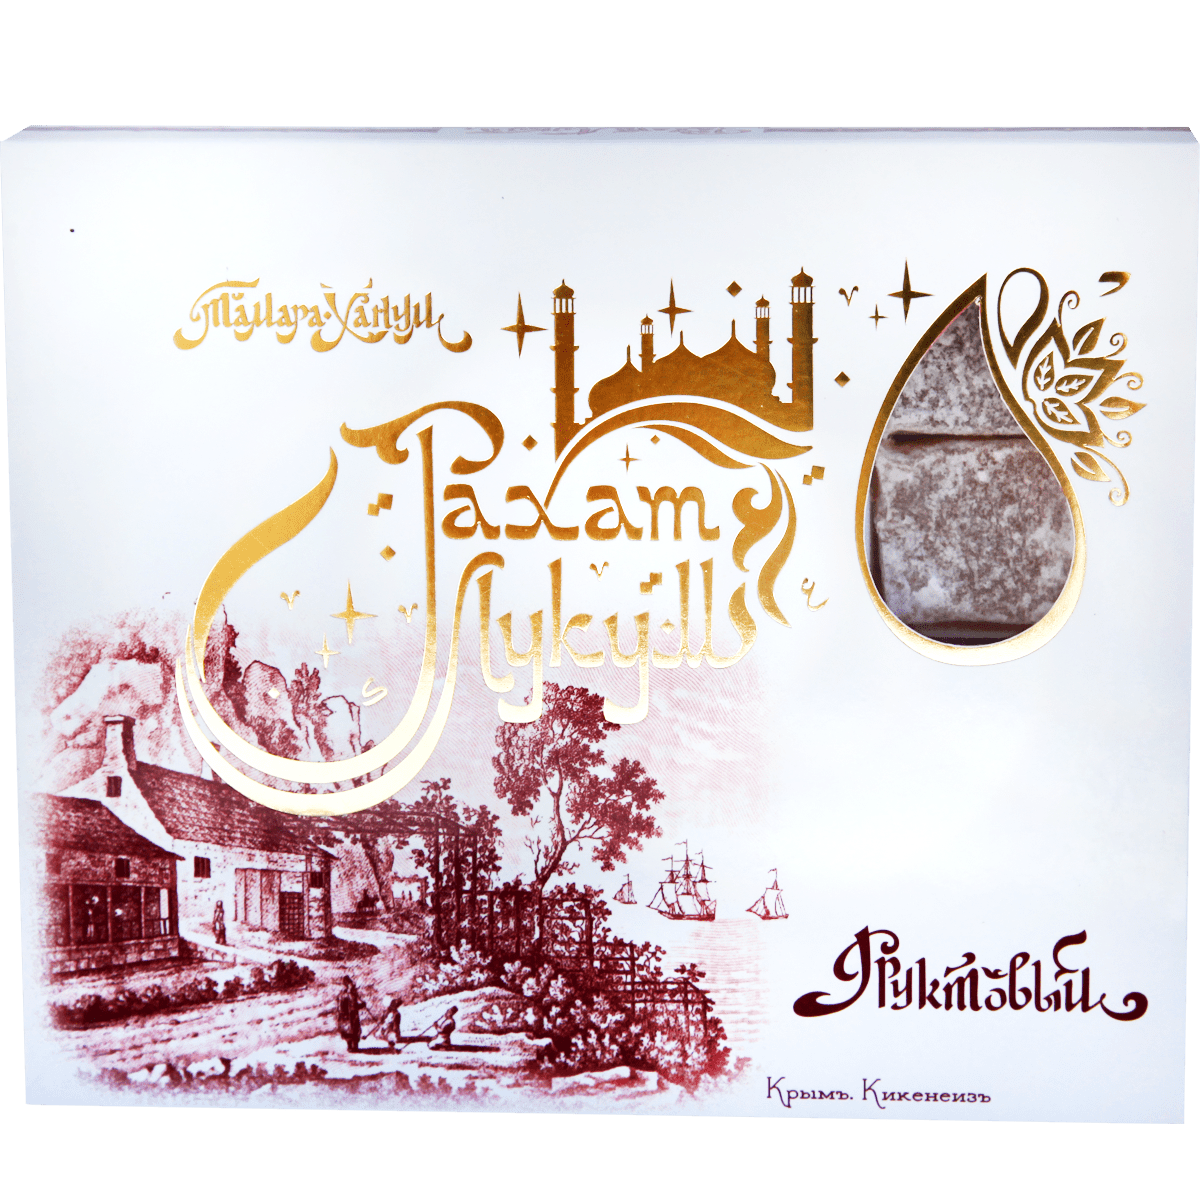 Тамара-Ханум
Рахат
Лукум
Фруктовый
Крымъ. Кикенеизъ